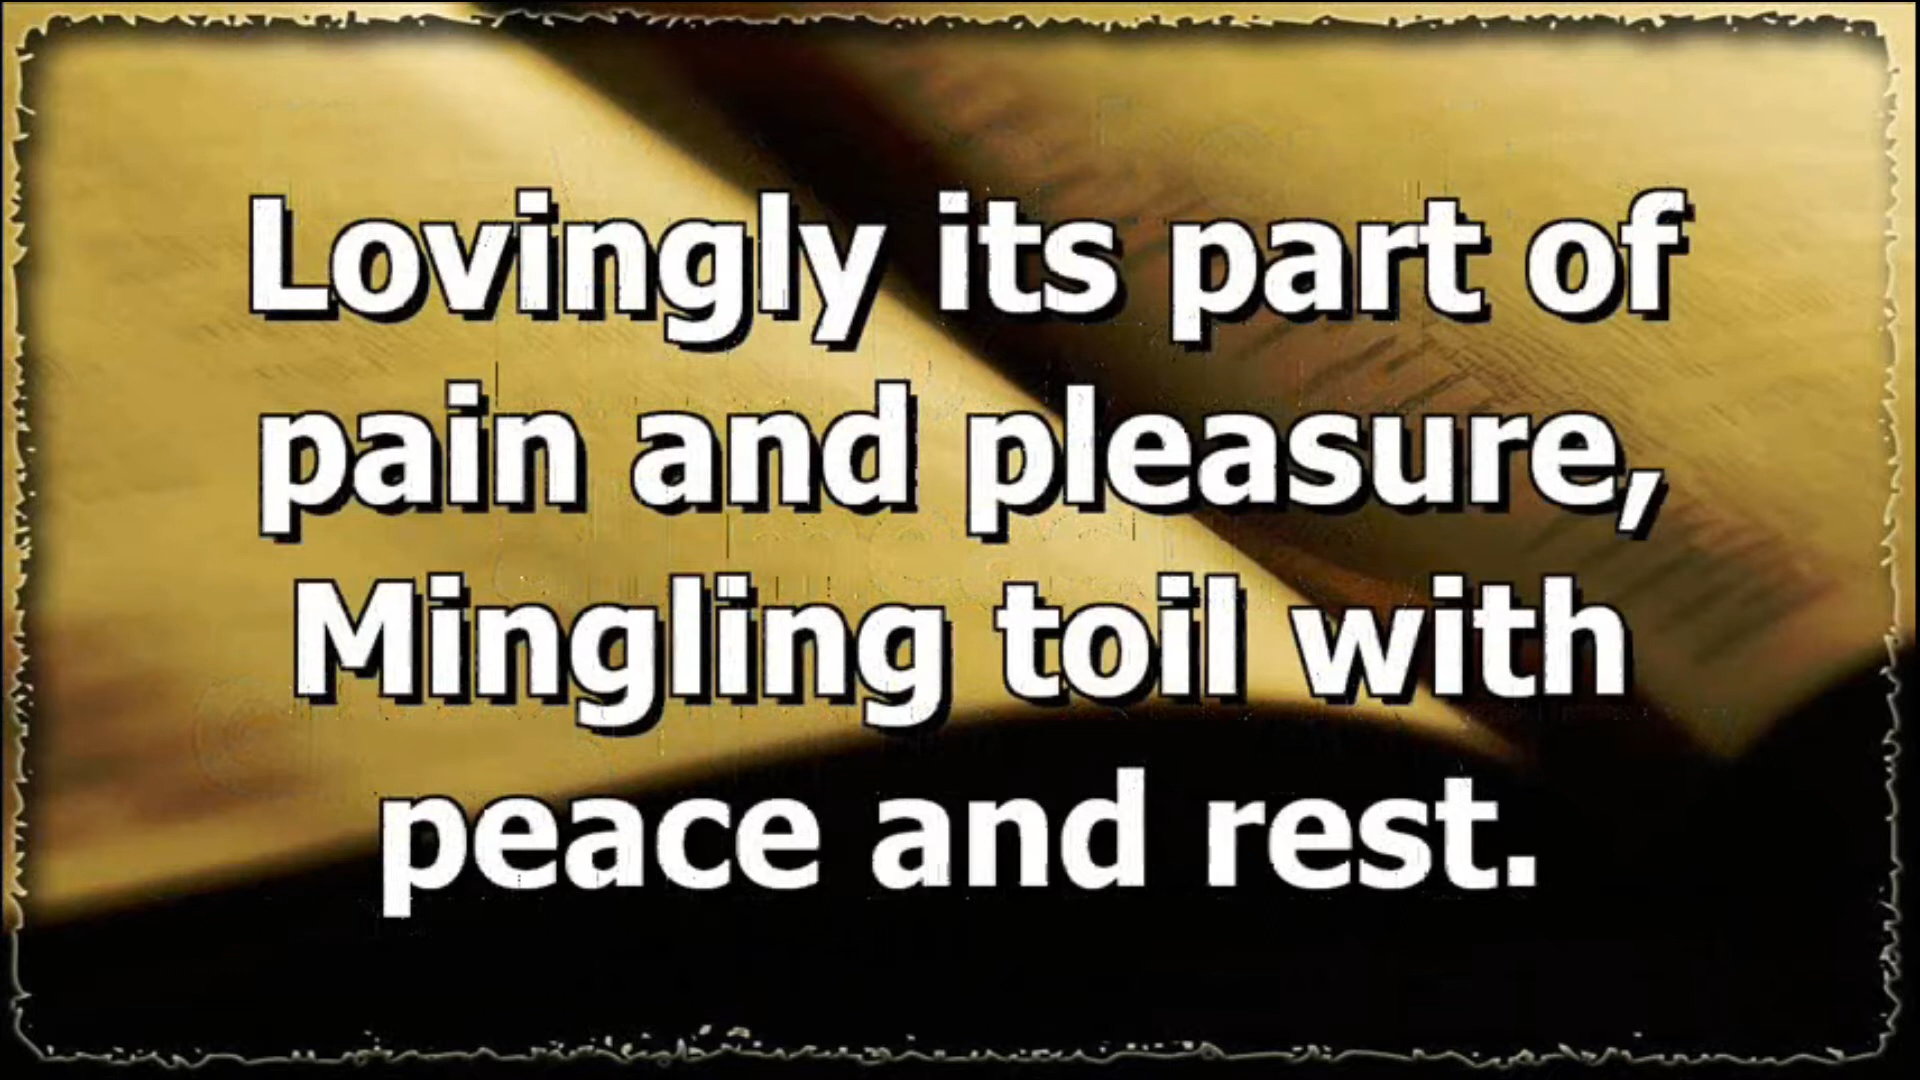 Lovingly its part of
pain and pleasure,
Mingling toil with
peace and rest.